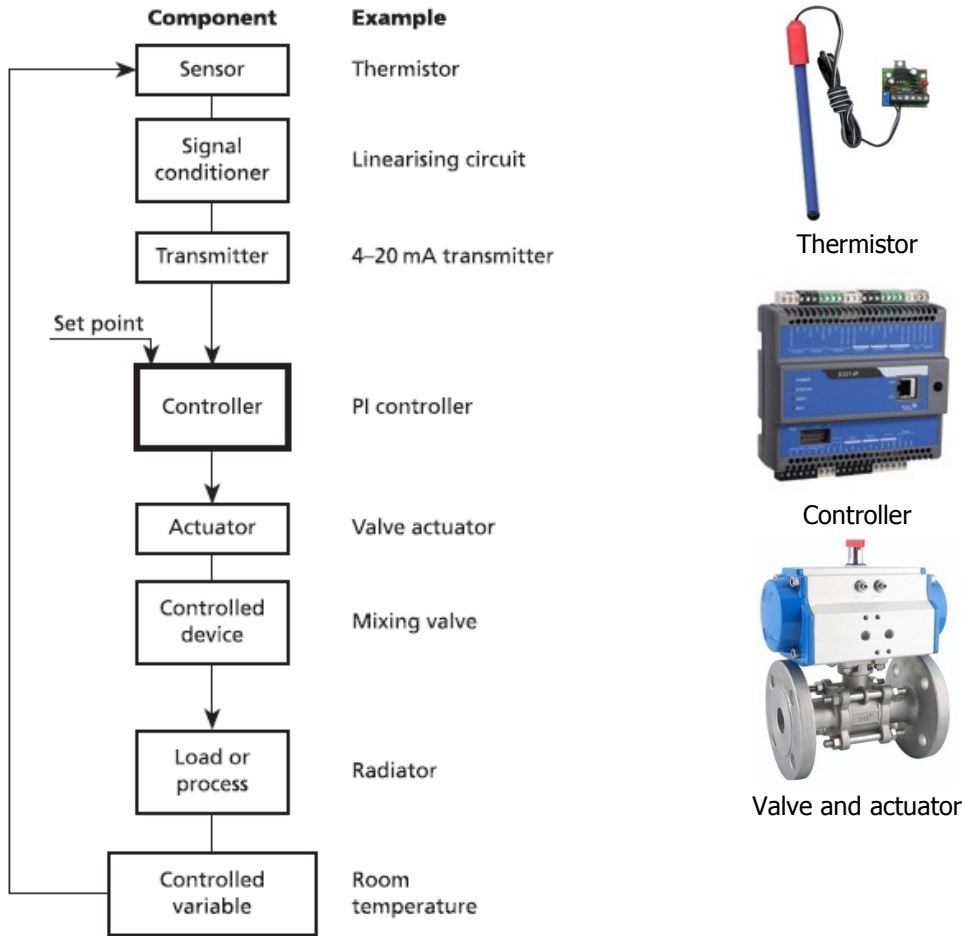 Component Example
Sensor Thermistor
Signal
conditioner
Linearising circuit
Transmitter 4–20 mA transmitter
Set point
Controller PI controller
Actuator Valve actuator
Controlled
device
Mixing valve
Load or
process
Radiator
Controlled
variable
Room
temperature
Thermistor
Controller
Valve and actuator